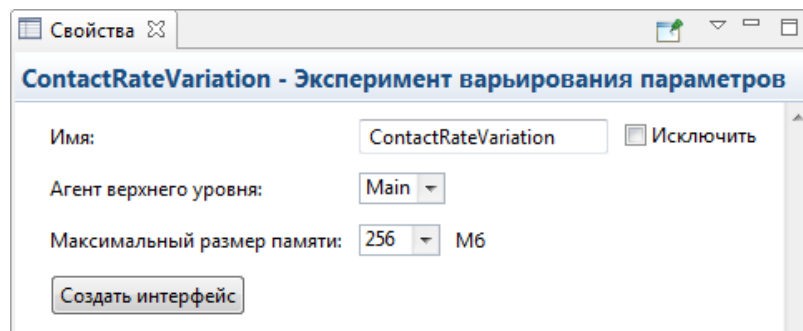 Свойства
ContactRateVariation - Эксперимент варьирования параметров
Имя: ContactRateVariation Исключить
Агент верхнего уровня: Main
Максимальный размер памяти: 256 Мб
Создать интерфейс